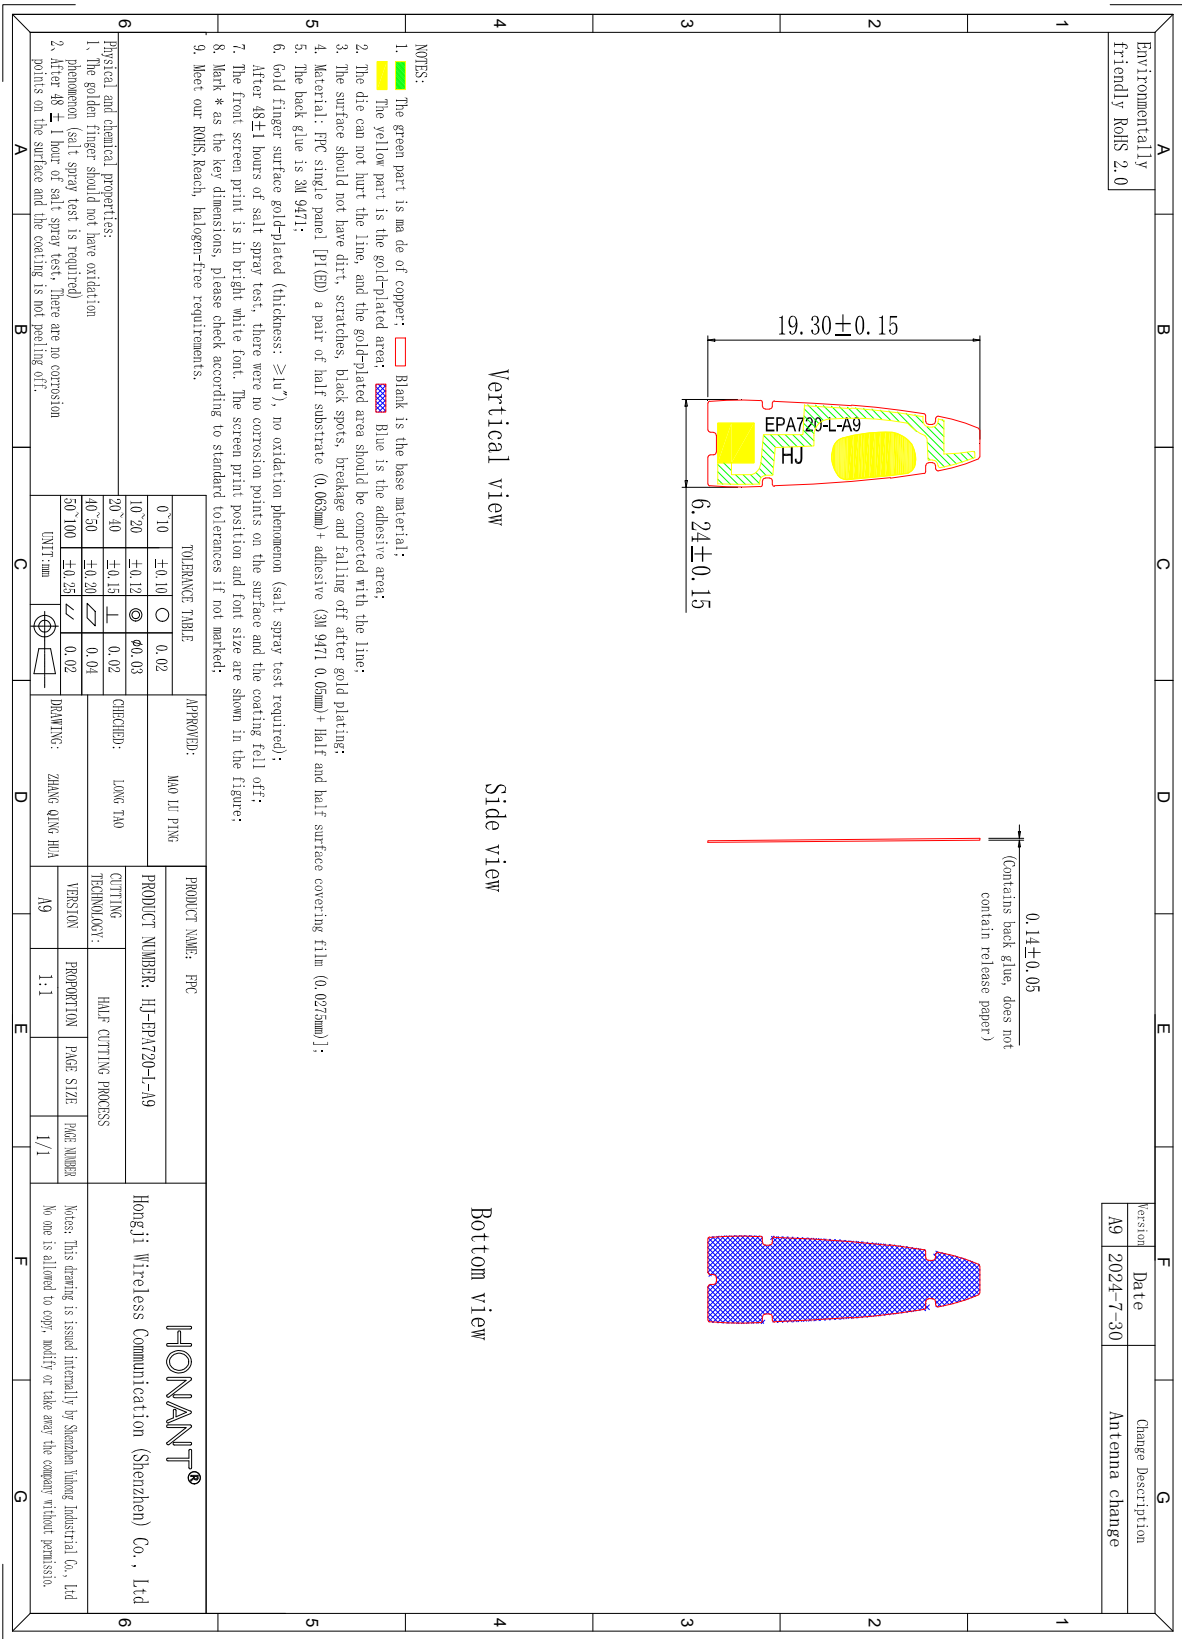 Environmentally
friendly RoHS 2.0
Version
Date
Change Description
A9
2024-7-30
Antenna change
19.30±0.15
6.24±0.15
EPA720-L-A9
HJ
0.14±0.05
(Contains back glue, does not
contain release paper)
Vertical view
Side view
Bottom view
NOTES:
1. The green part is ma de of copper; Blank is the base material;
The yellow part is the gold-plated area; Blue is the adhesive area;
2. The die can not hurt the line, and the gold-plated area should be connected with the line;
3. The surface should not have dirt, scratches, black spots, breakage and falling off after gold plating;
4. Material: FPC single panel [PI(ED) a pair of half substrate (0.063mm)+ adhesive (3M 9471 0.05mm)+ Half and half surface covering film (0.0275mm)];
5. The back glue is 3M 9471;
6. Gold finger surface gold-plated (thickness: ≥1u"), no oxidation phenomenon (salt spray test required);
After 48±1 hours of salt spray test, there were no corrosion points on the surface and the coating fell off;
7. The front screen print is in bright white font. The screen print position and font size are shown in the figure;
8. Mark * as the key dimensions, please check according to standard tolerances if not marked;
9. Meet our ROHS,Reach, halogen-free requirements.
Physical and chemical properties:
1、The golden finger should not have oxidation
phenomenon (salt spray test is required)
2、After 48 ± 1 hour of salt spray test, There are no corrosion
points on the surface and the coating is not peeling off.
TOLERANCE TABLE
0~10 ±0.10 ○ 0.02
10~20 ±0.12 ◎ Φ0.03
20~40 ±0.15 ⊥ 0.02
40~50 ±0.20 ▱ 0.04
50~100 ±0.25 // 0.02
UNIT:mm
APPROVED: MAO LU PING
CHECHED: LONG TAO
DRAWING: ZHANG QING HUA
PRODUCT NAME: FPC
PRODUCT NUMBER: HJ-EPA720-L-A9
CUTTING
TECHNOLOGY:
HALF CUTTING PROCESS
VERSION PROPORTION PAGE SIZE PAGE NUMBER
A9 1:1 1/1
HONANT®
Hongji Wireless Communication (Shenzhen) Co., Ltd
Notes: This drawing is issued internally by Shenzhen Yuhong Industrial Co., Ltd
No one is allowed to copy, modify or take away the company without permissio.
A B C D E F G
A B C D E F G
1 2 3 4 5 6
1 2 3 4 5 6